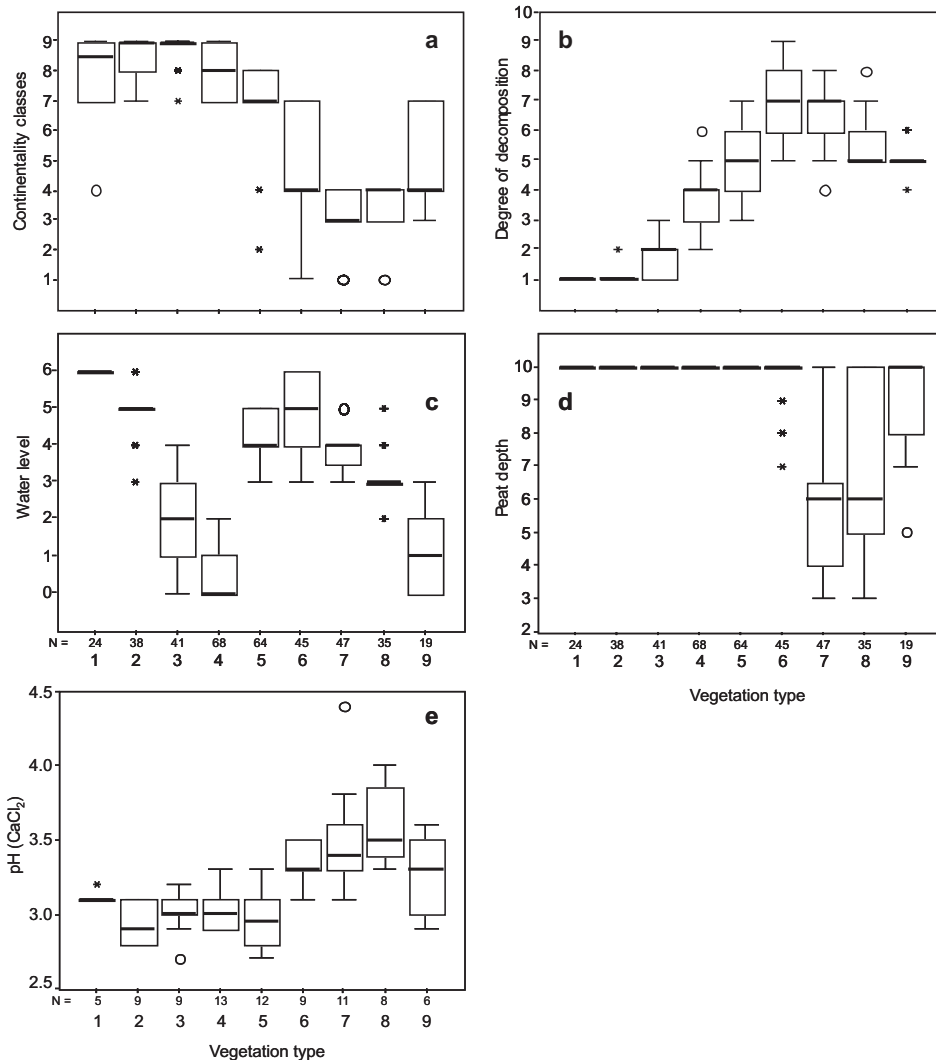 a
9
8
7
6
5
4
3
2
1
Continentality classes
b
10
9
8
7
6
5
4
3
2
1
Degree of decomposition
c
6
5
4
3
2
1
0
Water level
N = 24 38 41 68 64 45 47 35 19
1 2 3 4 5 6 7 8 9
d
10
9
8
7
6
5
4
3
2
Peat depth
N = 24 38 41 68 64 45 47 35 19
1 2 3 4 5 6 7 8 9
Vegetation type
e
4.5
4.0
3.5
3.0
2.5
pH (CaCl₂)
N = 5 9 9 13 12 9 11 8 6
1 2 3 4 5 6 7 8 9
Vegetation type